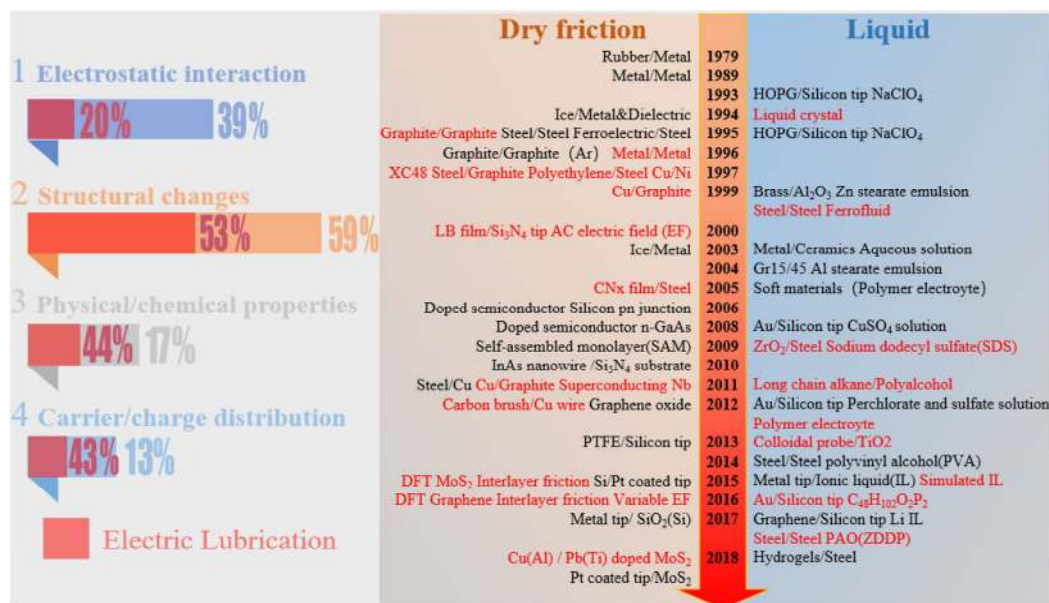 1 Electrostatic interaction
20% 39%
2 Structural changes
53% 59%
3 Physical/chemical properties
44% 17%
4 Carrier/charge distribution
43% 13%
Electric Lubrication
Dry friction Liquid
Rubber/Metal 1979
Metal/Metal 1989
1993 HOPG/Silicon tip NaClO₄
Ice/Metal&Dielectric 1994 Liquid crystal
Graphite/Graphite Steel/Steel Ferroelectric/Steel 1995 HOPG/Silicon tip NaClO₄
Graphite/Graphite (Ar) Metal/Metal 1996
XC48 Steel/Graphite Polyethylene/Steel Cu/Ni 1997
Cu/Graphite 1999 Brass/Al₂O₃ Zn stearate emulsion
Steel/Steel Ferrofluid
LB film/Si₃N₄ tip AC electric field (EF) 2000
Ice/Metal 2003 Metal/Ceramics Aqueous solution
2004 Gr15/45 Al stearate emulsion
CNx film/Steel 2005 Soft materials (Polymer electroyte)
Doped semiconductor Silicon pn junction 2006
Doped semiconductor n-GaAs 2008 Au/Silicon tip CuSO₄ solution
Self-assembled monolayer(SAM) 2009 ZrO₂/Steel Sodium dodecyl sulfate(SDS)
InAs nanowire /Si₃N₄ substrate 2010
Steel/Cu Cu/Graphite Superconducting Nb 2011 Long chain alkane/Polyalcohol
Carbon brush/Cu wire Graphene oxide 2012 Au/Silicon tip Perchlorate and sulfate solution
Polymer electroyte
PTFE/Silicon tip 2013 Colloidal probe/TiO2
2014 Steel/Steel polyvinyl alcohol(PVA)
DFT MoS₂ Interlayer friction Si/Pt coated tip 2015 Metal tip/Ionic liquid(IL) Simulated IL
DFT Graphene Interlayer friction Variable EF 2016 Au/Silicon tip C₄₈H₁₀₂O₂P₂
Metal tip/ SiO₂(Si) 2017 Graphene/Silicon tip Li IL
Steel/Steel PAO(ZDDP)
Cu(Al) / Pb(Ti) doped MoS₂ 2018 Hydrogels/Steel
Pt coated tip/MoS₂